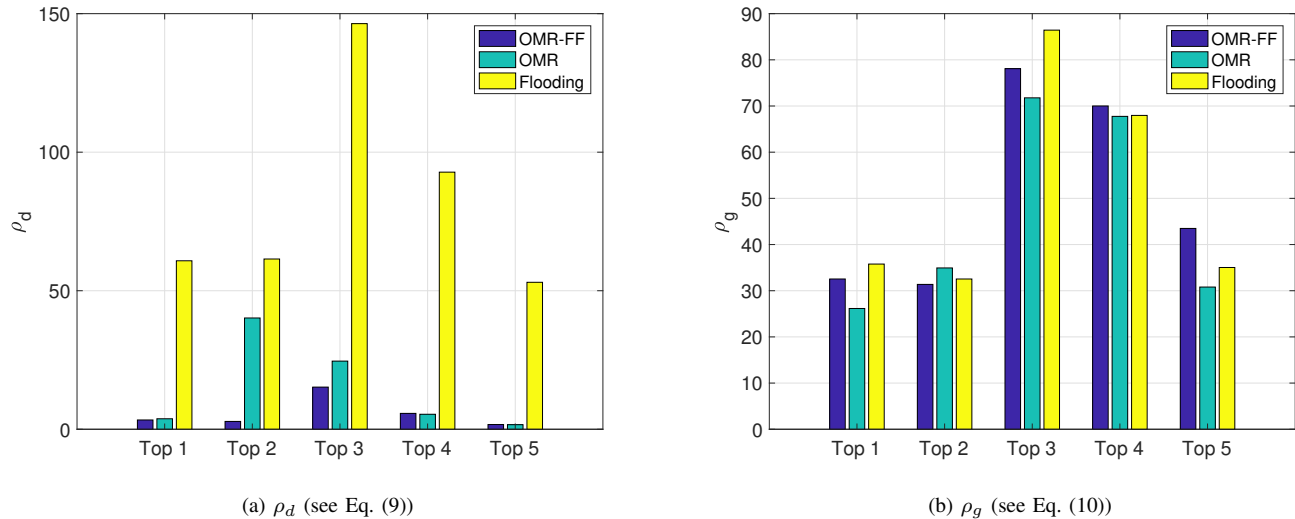 150
100
50
0
ρd
OMR-FF
OMR
Flooding
Top 1 Top 2 Top 3 Top 4 Top 5
(a) ρd (see Eq. (9))
90
80
70
60
50
40
30
20
10
0
ρg
OMR-FF
OMR
Flooding
Top 1 Top 2 Top 3 Top 4 Top 5
(b) ρg (see Eq. (10))